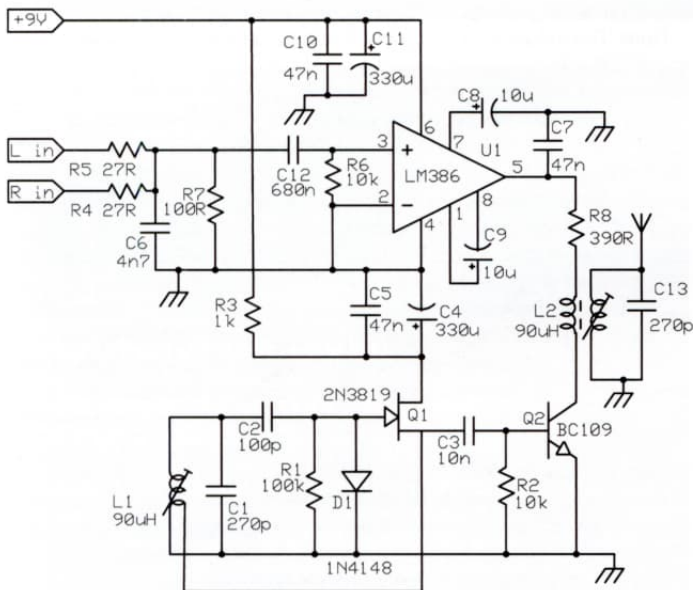 +9V
C10
47n
C11
+
330u
L in
R5 27R
R in
R4 27R
C6
4n7
R7
100R
C12
680n
R6
10k
3
+
2
−
LM386
6
7
U1
5
8
1
4
C8
+
10u
C7
47n
C9
+
10u
R8
390R
L2
90uH
C13
270p
R3
1k
C5
47n
C4
+
330u
2N3819
Q1
C2
100p
C3
10n
Q2
BC109
L1
90uH
C1
270p
R1
100k
D1
1N4148
R2
10k